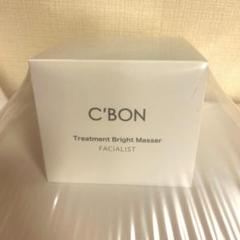 C'BON
Treatment Bright Masser
FACIALIST